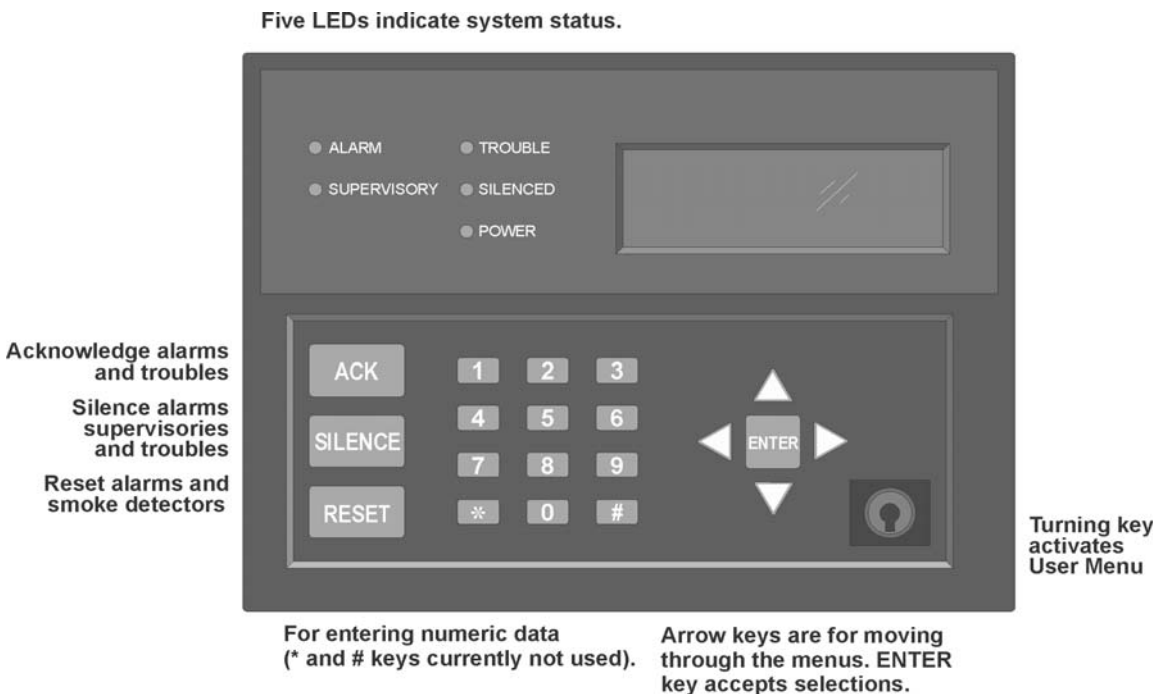 Five LEDs indicate system status.
ALARM
TROUBLE
SUPERVISORY
SILENCED
POWER
Acknowledge alarms
and troubles
Silence alarms
supervisories
and troubles
Reset alarms and
smoke detectors
ACK
SILENCE
RESET
1 2 3
4 5 6
7 8 9
* 0 #
ENTER
Turning key
activates
User Menu
For entering numeric data
(* and # keys currently not used).
Arrow keys are for moving
through the menus. ENTER
key accepts selections.